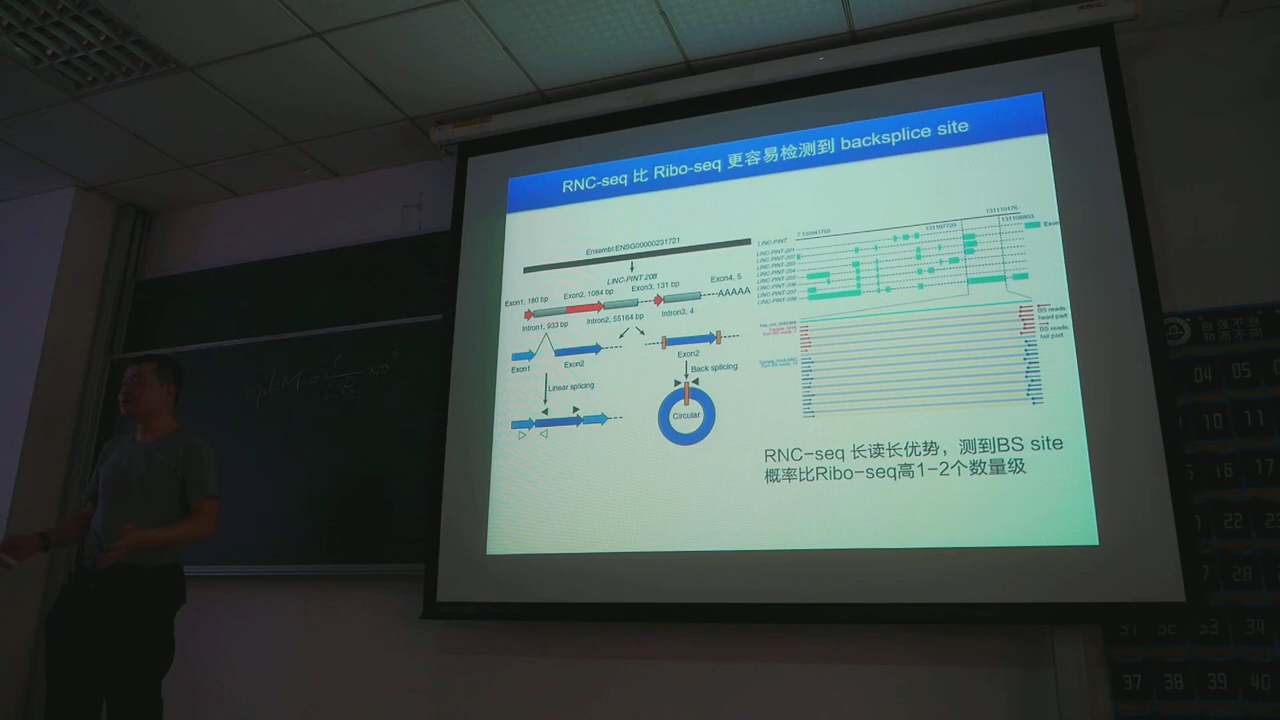 RNC-seq 比 Ribo-seq 更容易检测到 backsplice site
Ensembl:ENSG00000231721
LINC-PINT 208
Exon1, 180 bp
Exon2, 1084 bp
Exon3, 131 bp
Exon4, 5
AAAAA
Intron1, 933 bp
Intron2, 55164 bp
Intron3, 4
Exon1
Exon2
Exon2
Linear splicing
Back splicing
Circular
131110176
131107720
LINC-PINT
LINC-PINT-201
LINC-PINT-202
LINC-PINT-203
LINC-PINT-204
LINC-PINT-205
LINC-PINT-206
LINC-PINT-207
LINC-PINT-208
Exon
BS reads
head part
BS reads
tail part
RNC-seq 长读长优势，测到BS site
概率比Ribo-seq高1-2个数量级
04 05
10 11
16 17
22
28
33 34
37 38 39 40